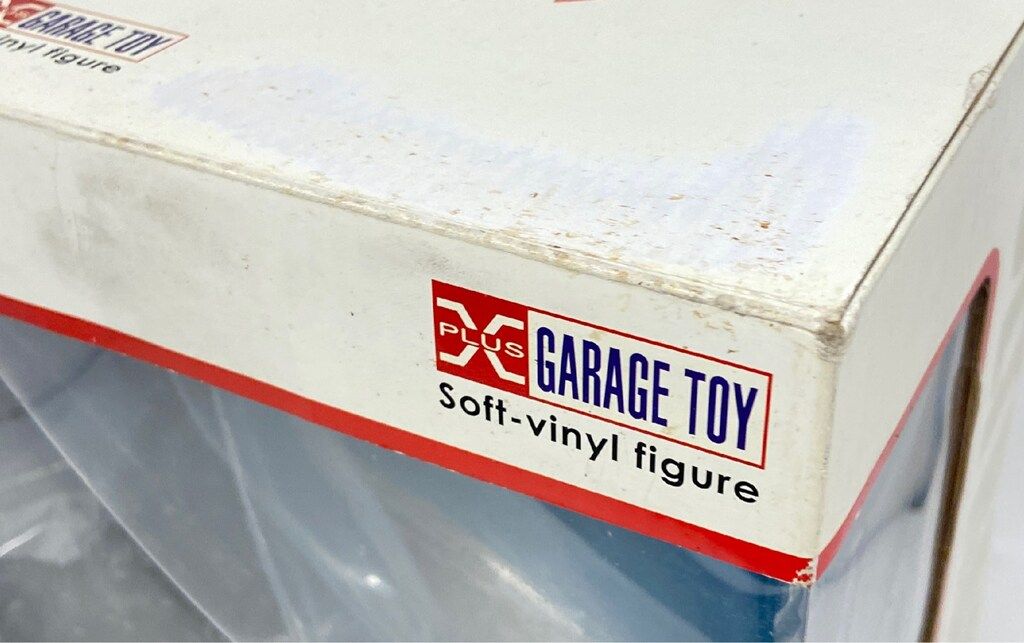 GARAGE TOY
vinyl figure
X PLUS GARAGE TOY
Soft-vinyl figure